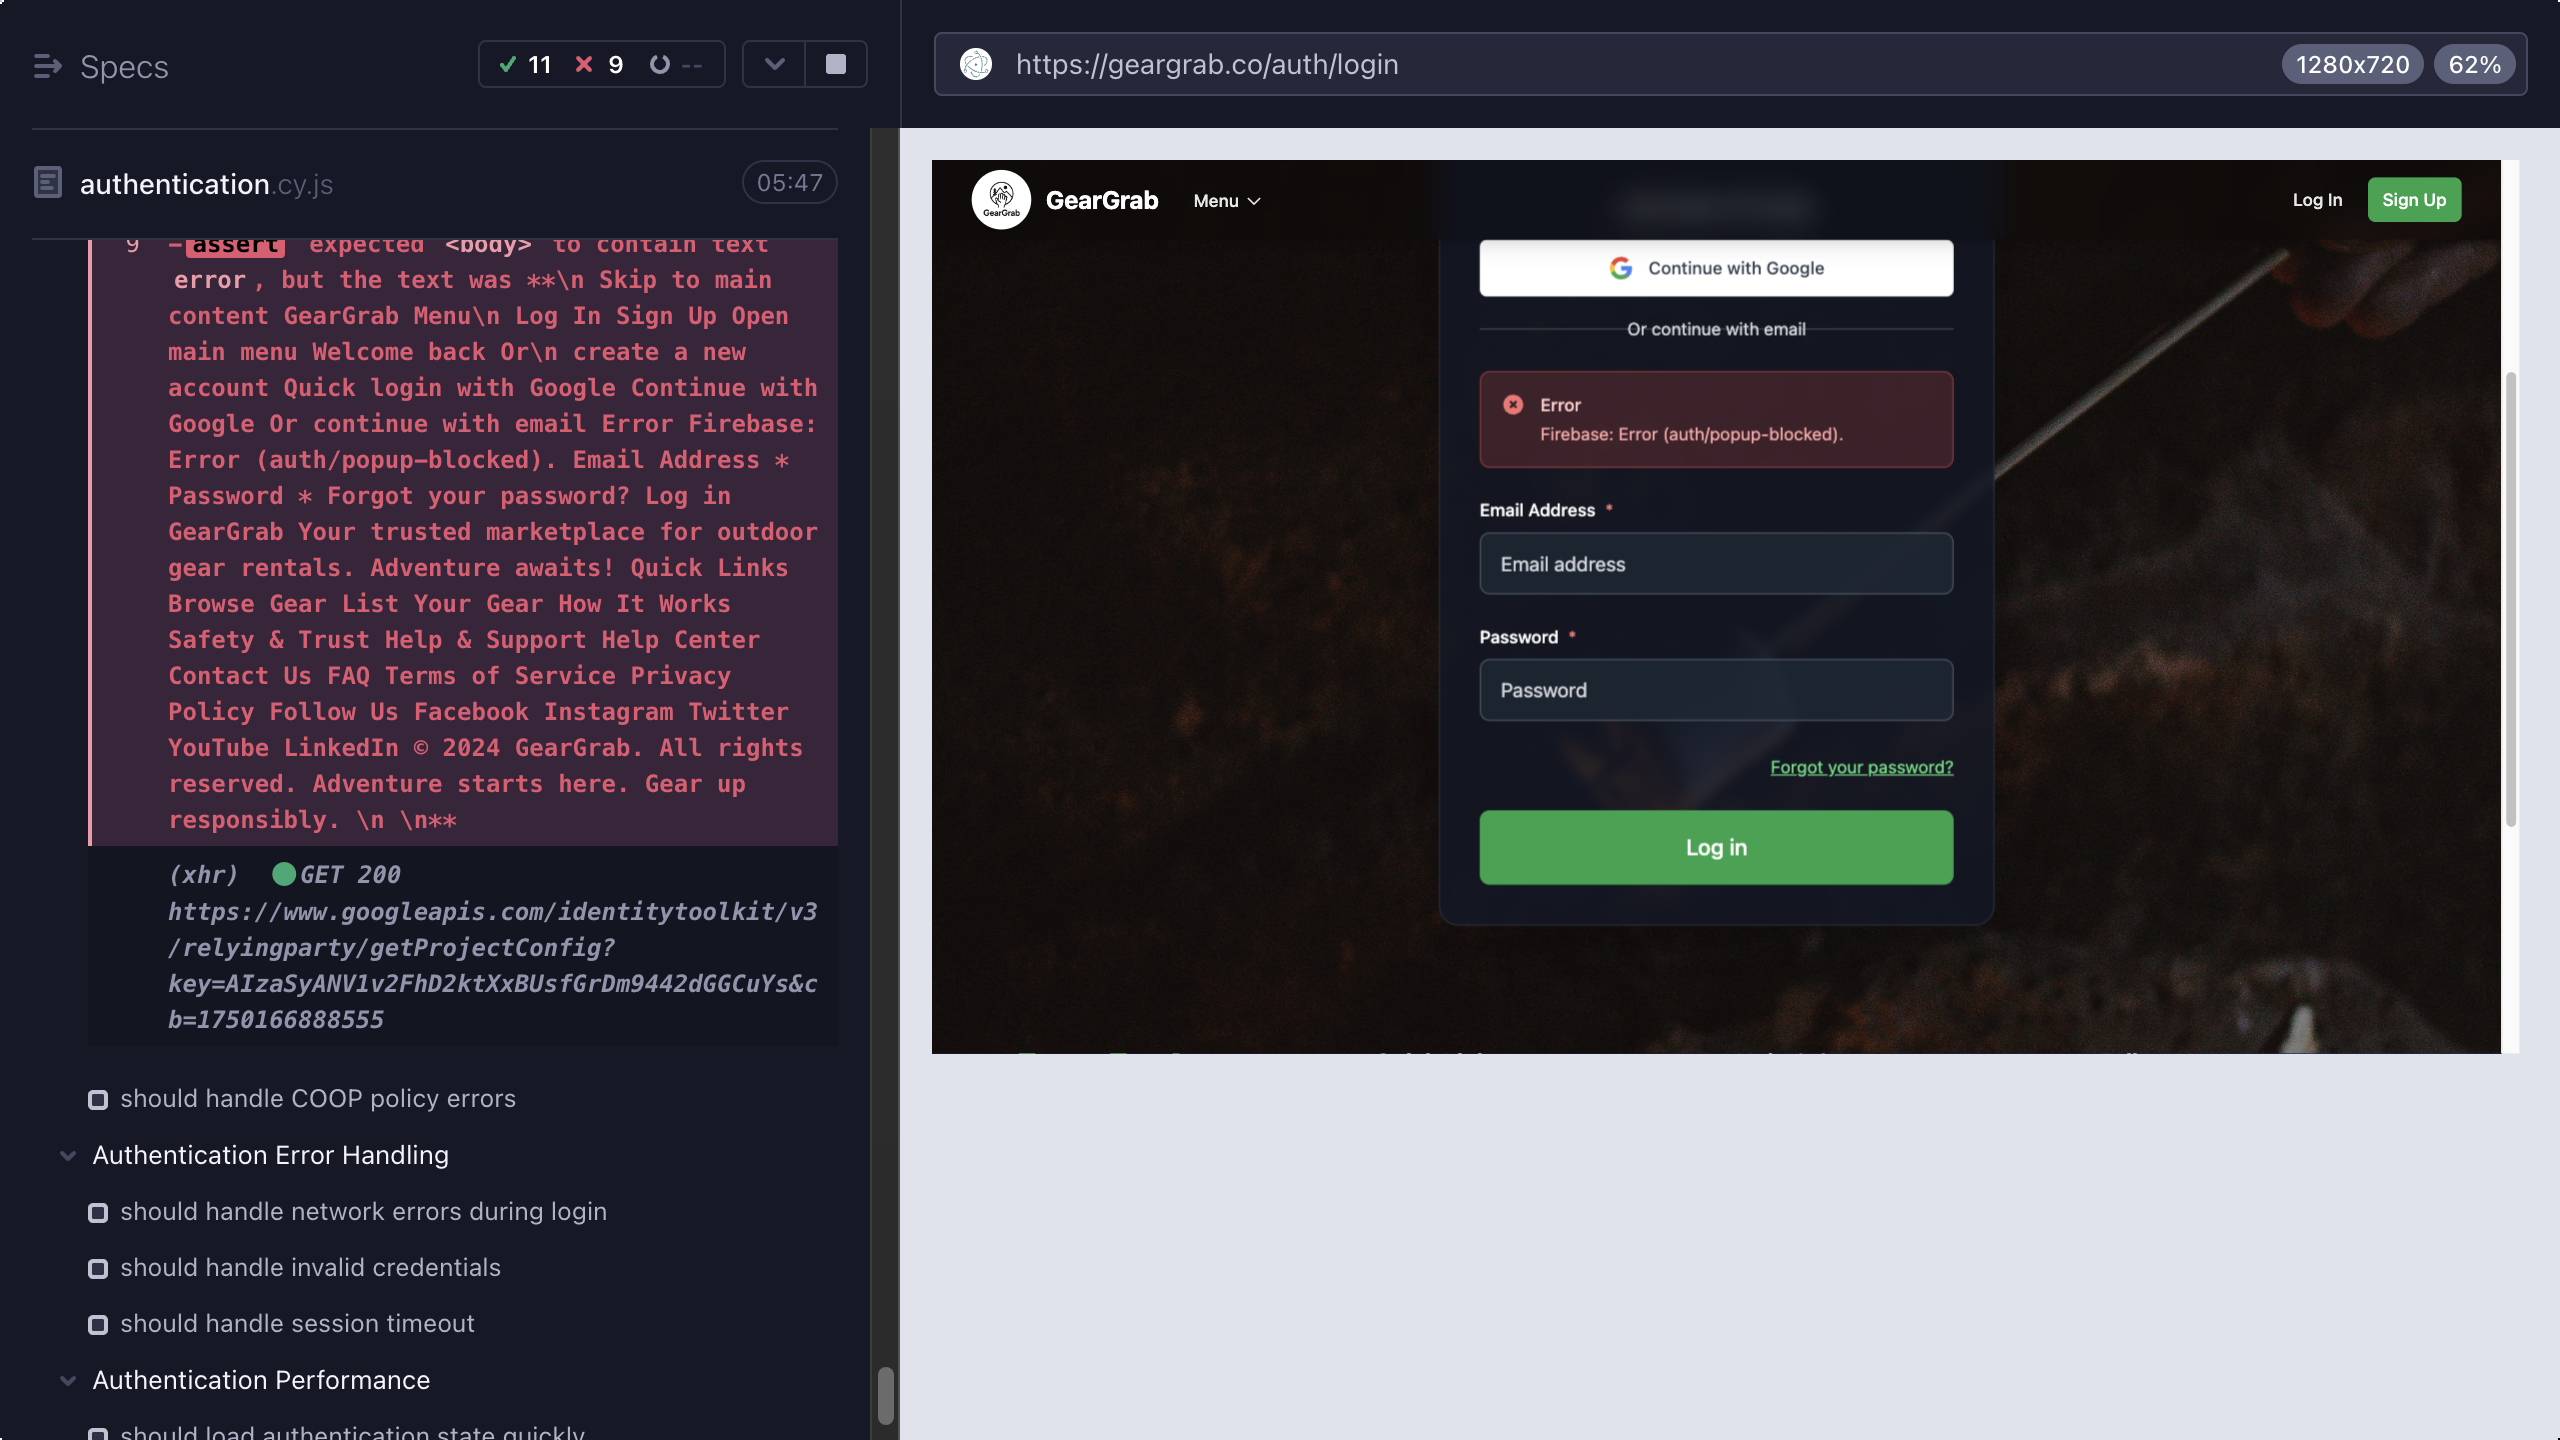 Specs
11 9 --
authentication.cy.js
05:47
9 -assert expected <body> to contain text
error, but the text was **\n Skip to main
content GearGrab Menu\n Log In Sign Up Open
main menu Welcome back Or\n create a new
account Quick login with Google Continue with
Google Or continue with email Error Firebase:
Error (auth/popup-blocked). Email Address *
Password * Forgot your password? Log in
GearGrab Your trusted marketplace for outdoor
gear rentals. Adventure awaits! Quick Links
Browse Gear List Your Gear How It Works
Safety & Trust Help & Support Help Center
Contact Us FAQ Terms of Service Privacy
Policy Follow Us Facebook Instagram Twitter
YouTube LinkedIn © 2024 GearGrab. All rights
reserved. Adventure starts here. Gear up
responsibly. \n \n**
(xhr) GET 200
https://www.googleapis.com/identitytoolkit/v3
/relyingparty/getProjectConfig?
key=AIzaSyANV1v2FhD2ktXxBUsfGrDm9442dGGCuYs&c
b=1750166888555
should handle COOP policy errors
Authentication Error Handling
should handle network errors during login
should handle invalid credentials
should handle session timeout
Authentication Performance
should load authentication state quickly
https://geargrab.co/auth/login
1280x720
62%
GearGrab
GearGrab
Menu
Log In
Sign Up
Continue with Google
Or continue with email
Error
Firebase: Error (auth/popup-blocked).
Email Address *
Email address
Password *
Password
Forgot your password?
Log in